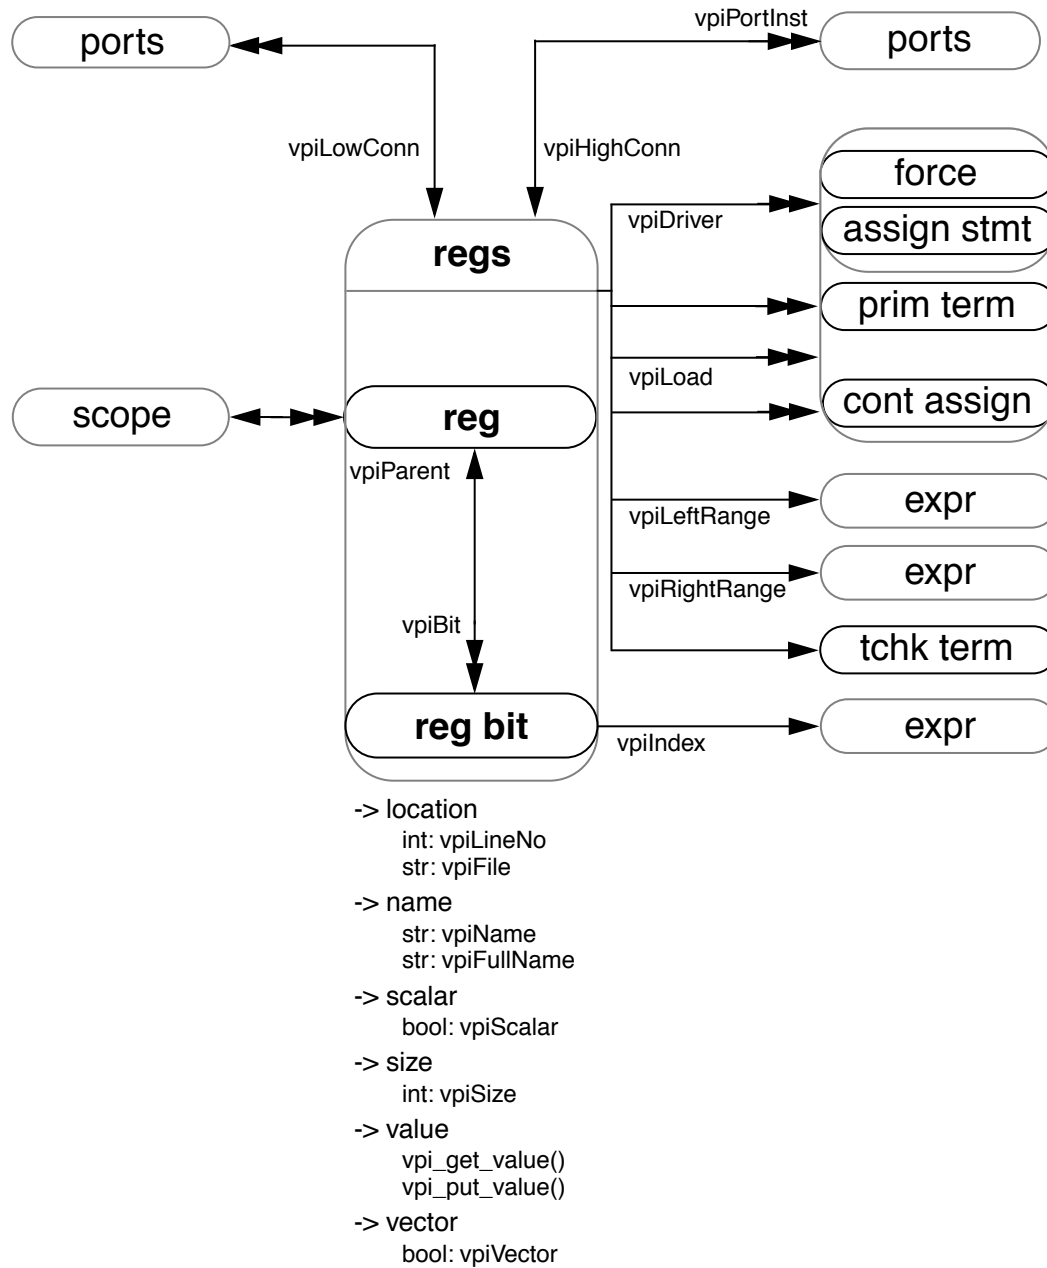 vpiPortInst
ports
ports
vpiLowConn
vpiHighConn
force
regs
vpiDriver
assign stmt
prim term
vpiLoad
scope
reg
cont assign
vpiParent
vpiLeftRange
expr
vpiRightRange
expr
vpiBit
tchk term
reg bit
vpiIndex
expr
-> location
int: vpiLineNo
str: vpiFile
-> name
str: vpiName
str: vpiFullName
-> scalar
bool: vpiScalar
-> size
int: vpiSize
-> value
vpi_get_value()
vpi_put_value()
-> vector
bool: vpiVector